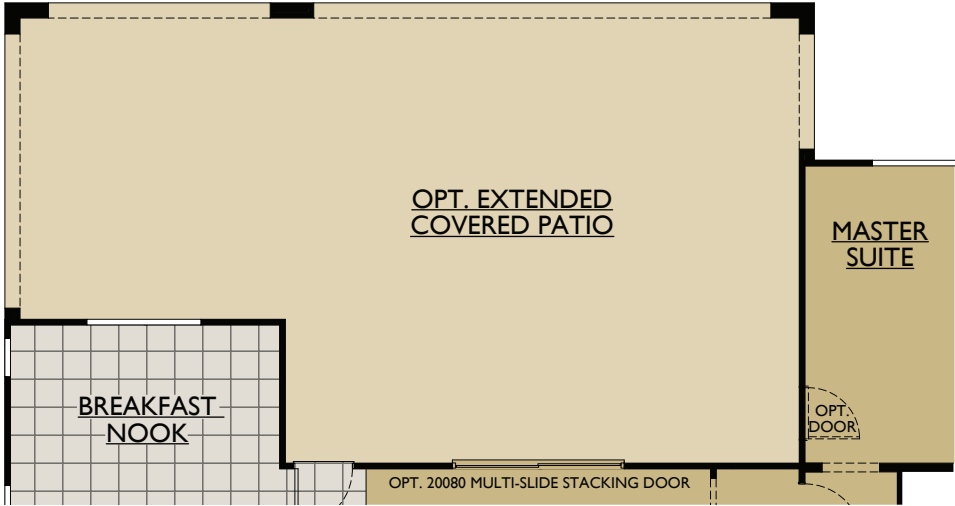 OPT. EXTENDED
COVERED PATIO
MASTER
SUITE
BREAKFAST
NOOK
OPT.
DOOR
OPT. 20080 MULTI-SLIDE STACKING DOOR